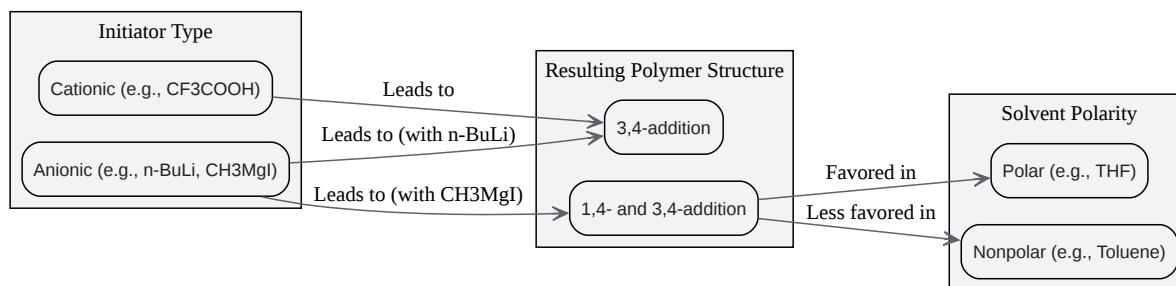 Initiator Type
Cationic (e.g., CF3COOH)
Anionic (e.g., n-BuLi, CH3MgI)
Leads to
Leads to (with n-BuLi)
Leads to (with CH3MgI)
Resulting Polymer Structure
3,4-addition
1,4- and 3,4-addition
Favored in
Less favored in
Solvent Polarity
Polar (e.g., THF)
Nonpolar (e.g., Toluene)